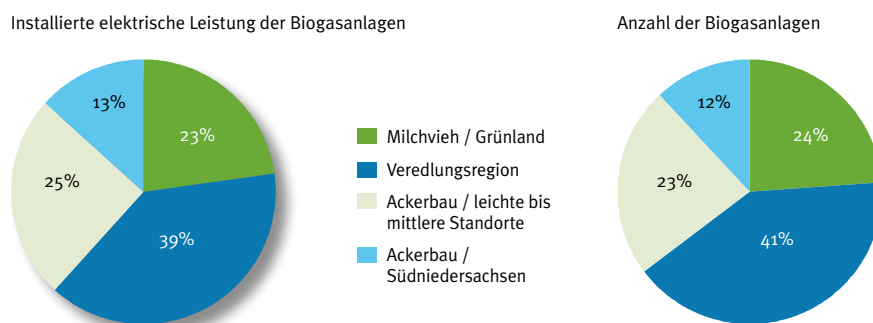 Installierte elektrische Leistung der Biogasanlagen
13%
23%
25%
39%
Milchvieh / Grünland
Veredlungsregion
Ackerbau / leichte bis
mittlere Standorte
Ackerbau /
Südniedersachsen
Anzahl der Biogasanlagen
12%
24%
23%
41%